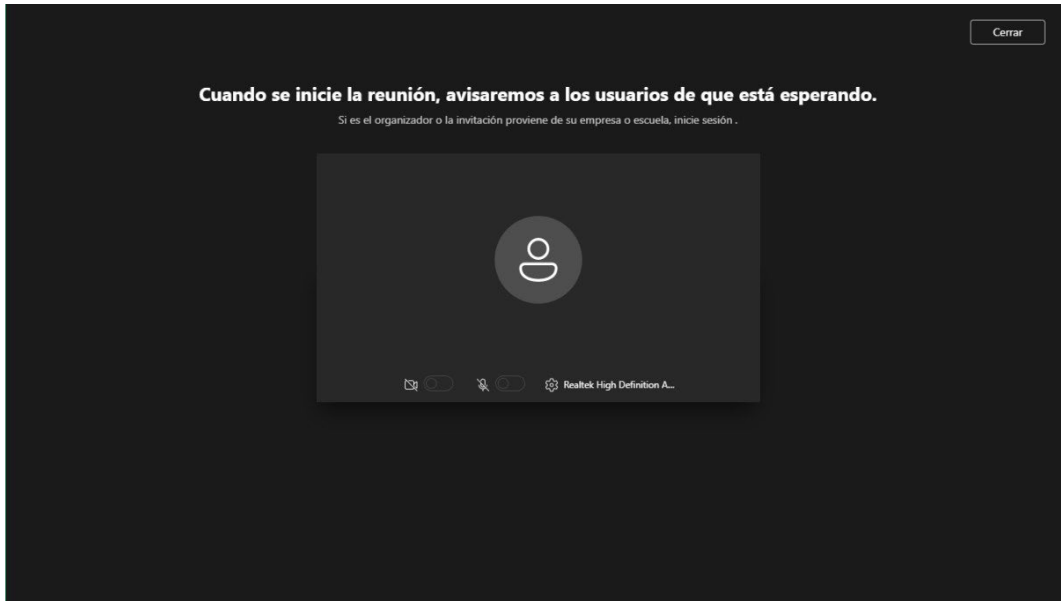 Cerrar
Cuando se inicie la reunión, avisaremos a los usuarios de que está esperando.
Si es el organizador o la invitación proviene de su empresa o escuela, inicie sesión .
Realtek High Definition A...